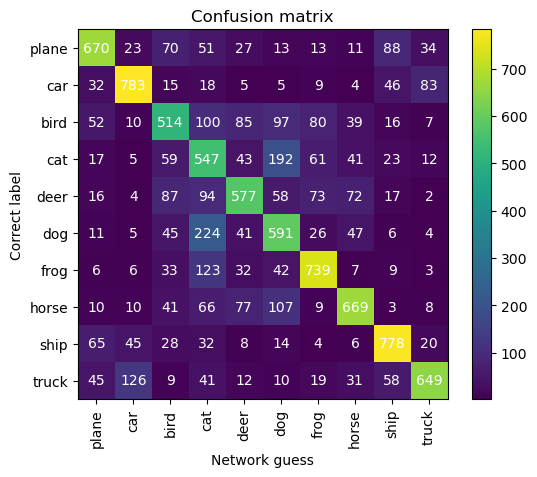 Confusion matrix
Correct label
plane 670 23 70 51 27 13 13 11 88 34
car 32 783 15 18 5 5 9 4 46 83
bird 52 10 514 100 85 97 80 39 16 7
cat 17 5 59 547 43 192 61 41 23 12
deer 16 4 87 94 577 58 73 72 17 2
dog 11 5 45 224 41 591 26 47 6 4
frog 6 6 33 123 32 42 739 7 9 3
horse 10 10 41 66 77 107 9 669 3 8
ship 65 45 28 32 8 14 4 6 778 20
truck 45 126 9 41 12 10 19 31 58 649
plane car bird cat deer dog frog horse ship truck
Network guess
700
600
500
400
300
200
100